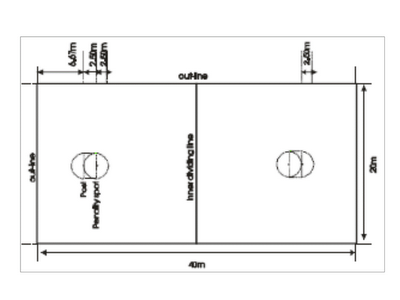 6,67m
2,50m
2,50m
2,50m
out-line
out-line
Inner dividing line
Post
Penality spot
20m
40m